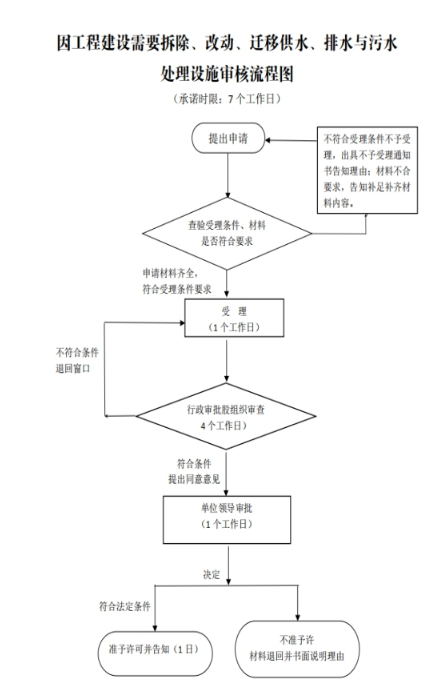 因工程建设需要拆除、改动、迁移供水、排水与污水
处理设施审核流程图
（承诺时限：7个工作日）
提出申请
不符合受理条件不予受
理，出具不予受理通知
书告知理由；材料不合
要求，告知补足补齐材
料内容。
查验受理条件、材料
是否符合要求
申请材料齐全，
符合受理条件要求
受 理
（1个工作日）
不符合条件
退回窗口
行政审批股组织审查
4个工作日）
符合条件
提出同意意见
单位领导审批
（1个工作日）
决定
符合法定条件
准予许可并告知（1日）
不准予许
材料退回并书面说明理由